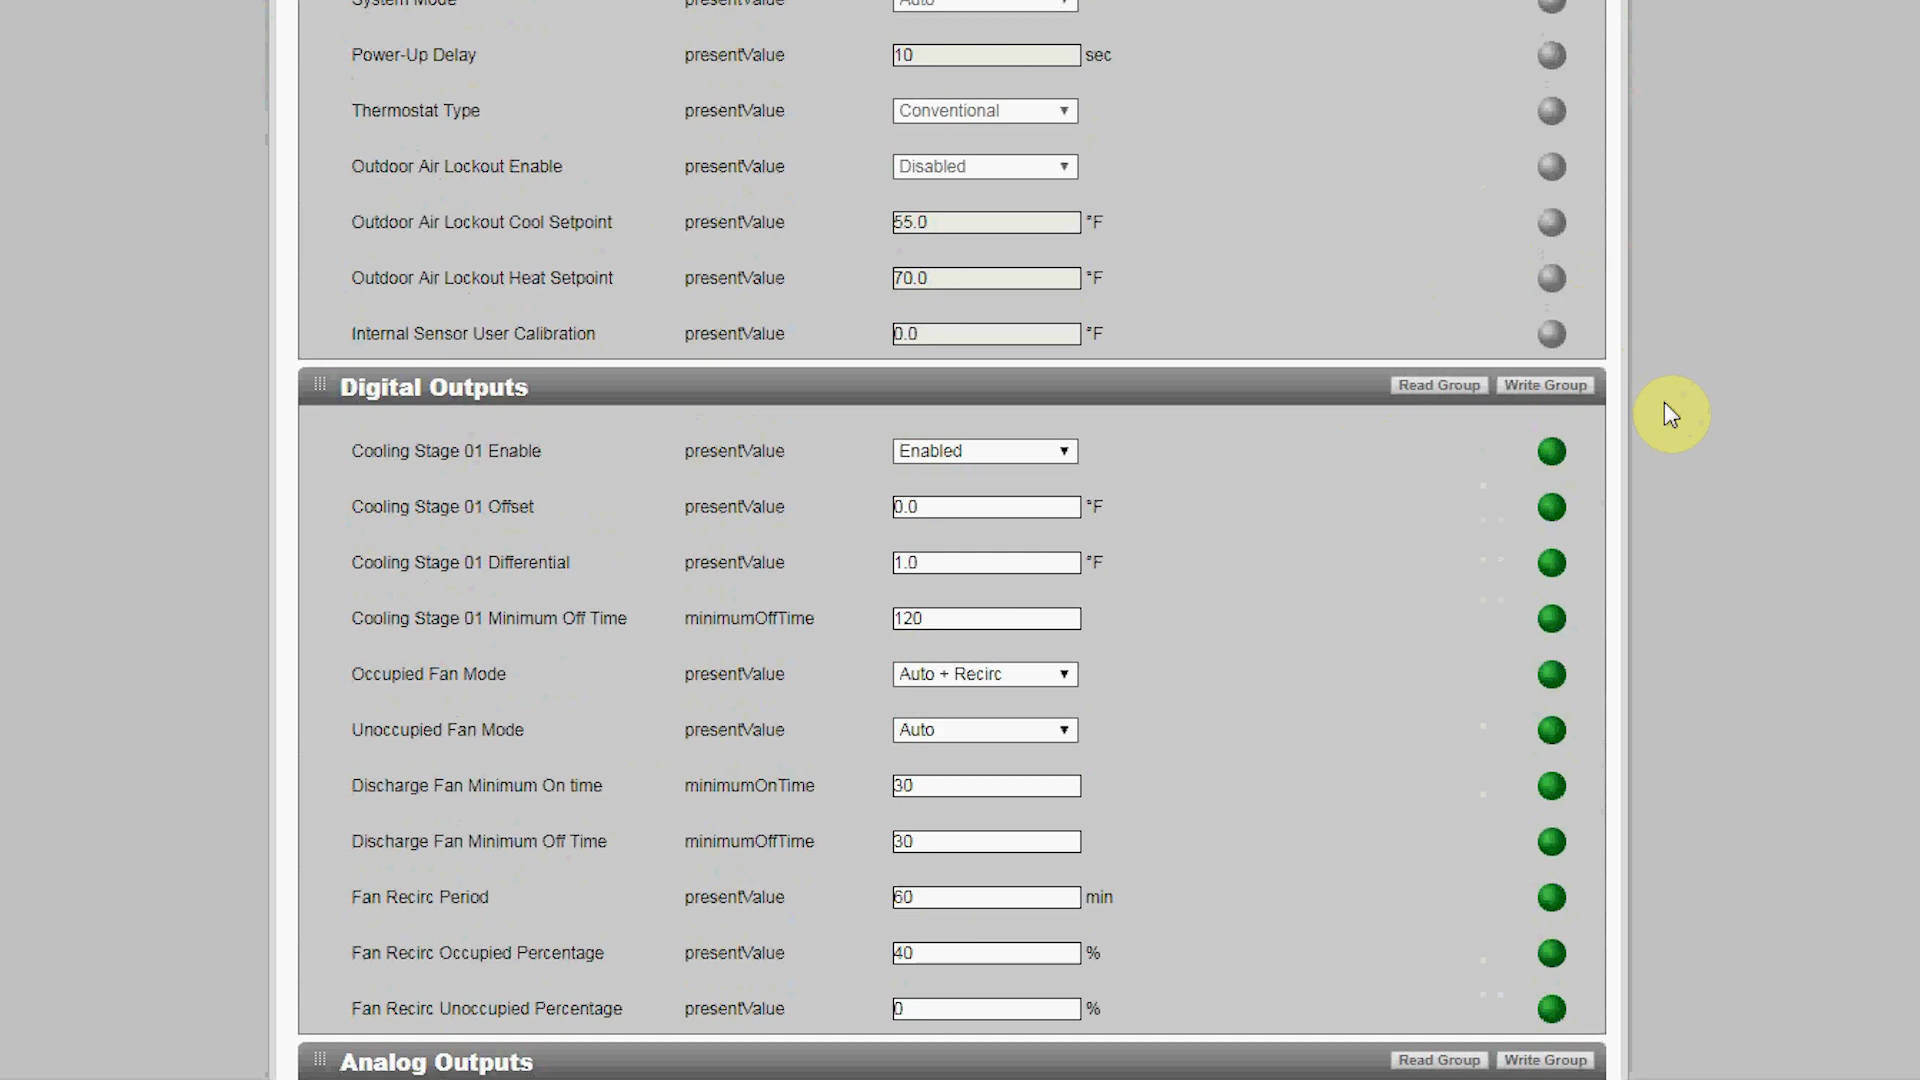 System Mode presentValue Auto
Power-Up Delay presentValue 10 sec
Thermostat Type presentValue Conventional
Outdoor Air Lockout Enable presentValue Disabled
Outdoor Air Lockout Cool Setpoint presentValue 55.0 °F
Outdoor Air Lockout Heat Setpoint presentValue 70.0 °F
Internal Sensor User Calibration presentValue 0.0 °F
Digital Outputs Read Group Write Group
Cooling Stage 01 Enable presentValue Enabled
Cooling Stage 01 Offset presentValue 0.0 °F
Cooling Stage 01 Differential presentValue 1.0 °F
Cooling Stage 01 Minimum Off Time minimumOffTime 120
Occupied Fan Mode presentValue Auto + Recirc
Unoccupied Fan Mode presentValue Auto
Discharge Fan Minimum On time minimumOnTime 30
Discharge Fan Minimum Off Time minimumOffTime 30
Fan Recirc Period presentValue 60 min
Fan Recirc Occupied Percentage presentValue 40 %
Fan Recirc Unoccupied Percentage presentValue 0 %
Analog Outputs Read Group Write Group